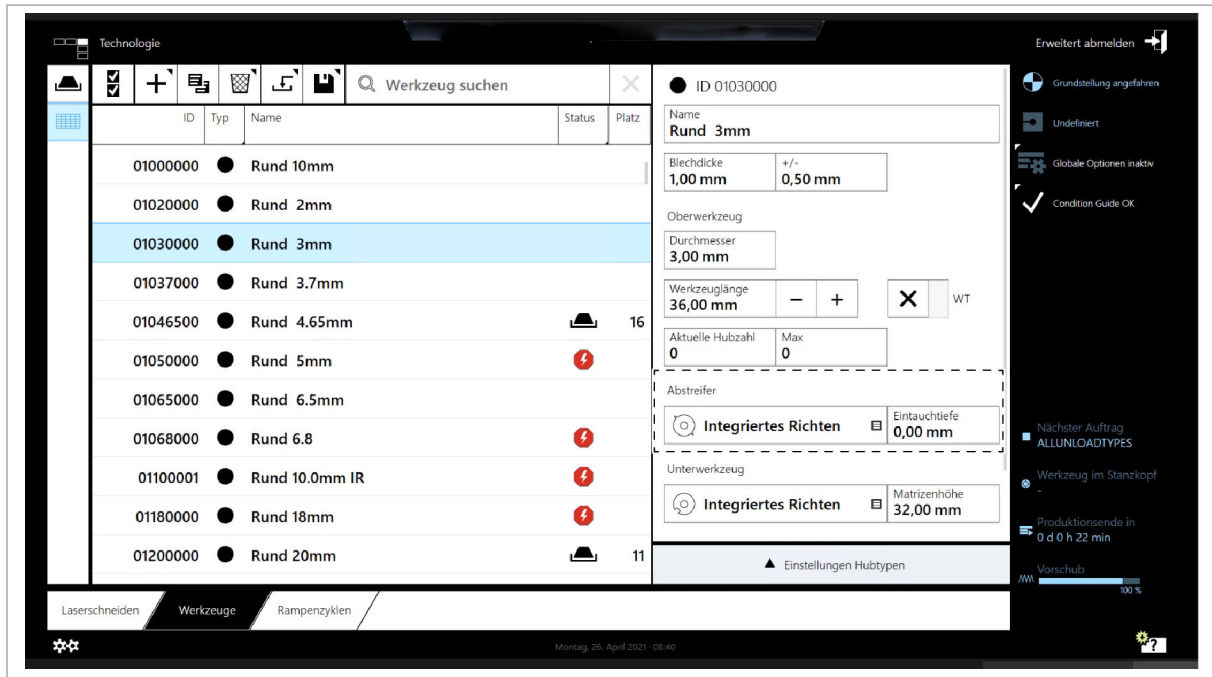 Technologie
Erweitert abmelden
Werkzeug suchen
ID Typ Name Status Platz
01000000 Rund 10mm
01020000 Rund 2mm
01030000 Rund 3mm
01037000 Rund 3.7mm
01046500 Rund 4.65mm 16
01050000 Rund 5mm
01065000 Rund 6.5mm
01068000 Rund 6.8
01100001 Rund 10.0mm IR
01180000 Rund 18mm
01200000 Rund 20mm 11
ID 01030000
Name
Rund 3mm
Blechdicke +/-
1,00 mm 0,50 mm
Oberwerkzeug
Durchmesser
3,00 mm
Werkzeuglänge
36,00 mm − + WT
Aktuelle Hubzahl Max
0 0
Abstreifer
Integriertes Richten
Eintauchtiefe
0,00 mm
Unterwerkzeug
Integriertes Richten
Matrizenhöhe
32,00 mm
Einstellungen Hubtypen
Grundstellung angefahren
Undefiniert
Globale Optionen inaktiv
Condition Guide OK
Nächster Auftrag
ALLUNLOADTYPES
Werkzeug im Stanzkopf
-
Produktionsende in
0 d 0 h 22 min
Vorschub
100 %
Laserschneiden Werkzeuge Rampenzyklen
Montag, 26. April 2021 - 08:40
?